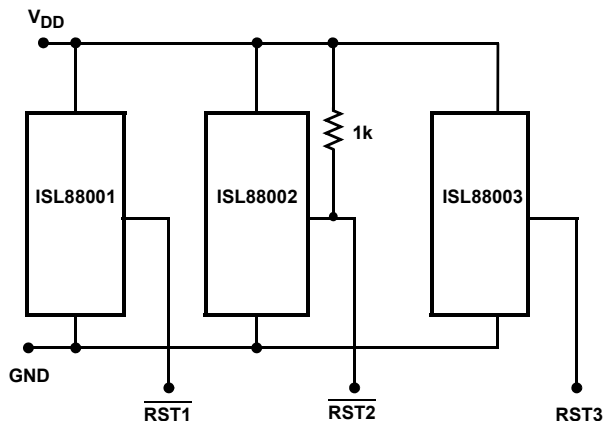 VDD
1k
ISL88001
ISL88002
ISL88003
GND
RST1
RST2
RST3